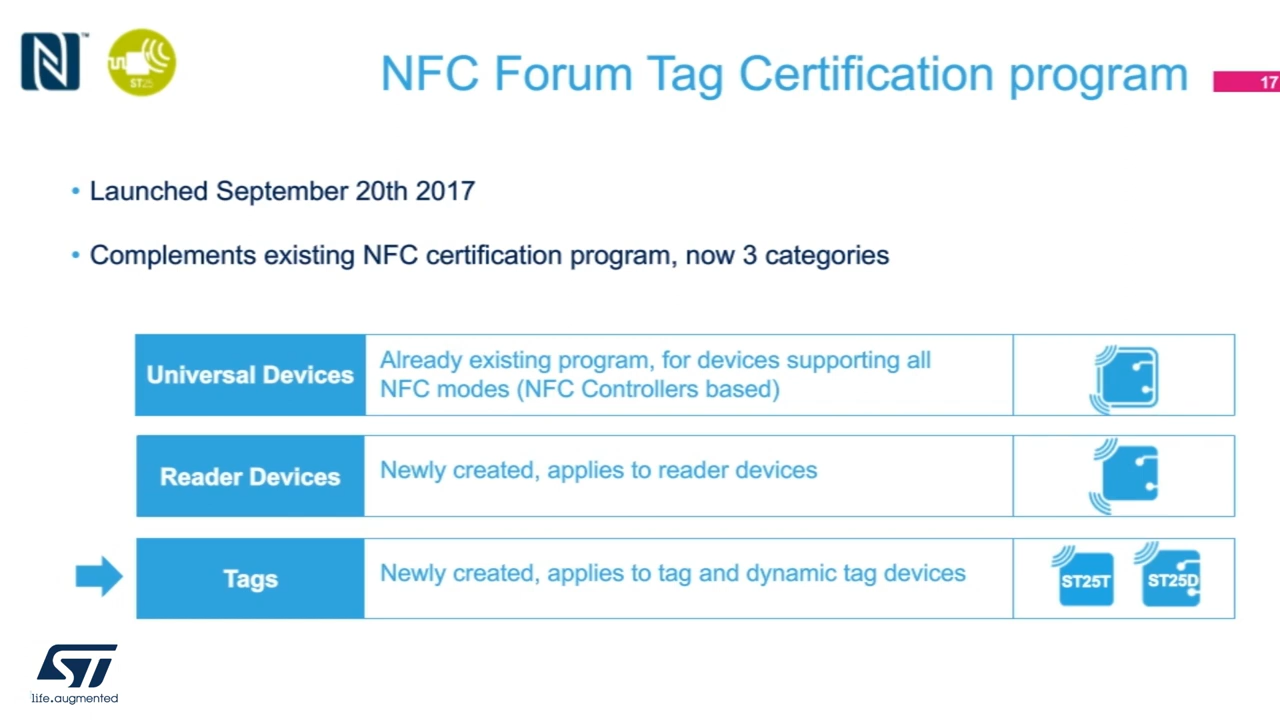 NFC Forum Tag Certification program
17
• Launched September 20th 2017
• Complements existing NFC certification program, now 3 categories
Universal Devices
Already existing program, for devices supporting all
NFC modes (NFC Controllers based)
Reader Devices
Newly created, applies to reader devices
Tags
Newly created, applies to tag and dynamic tag devices
ST25T
ST25D
ST
life.augmented